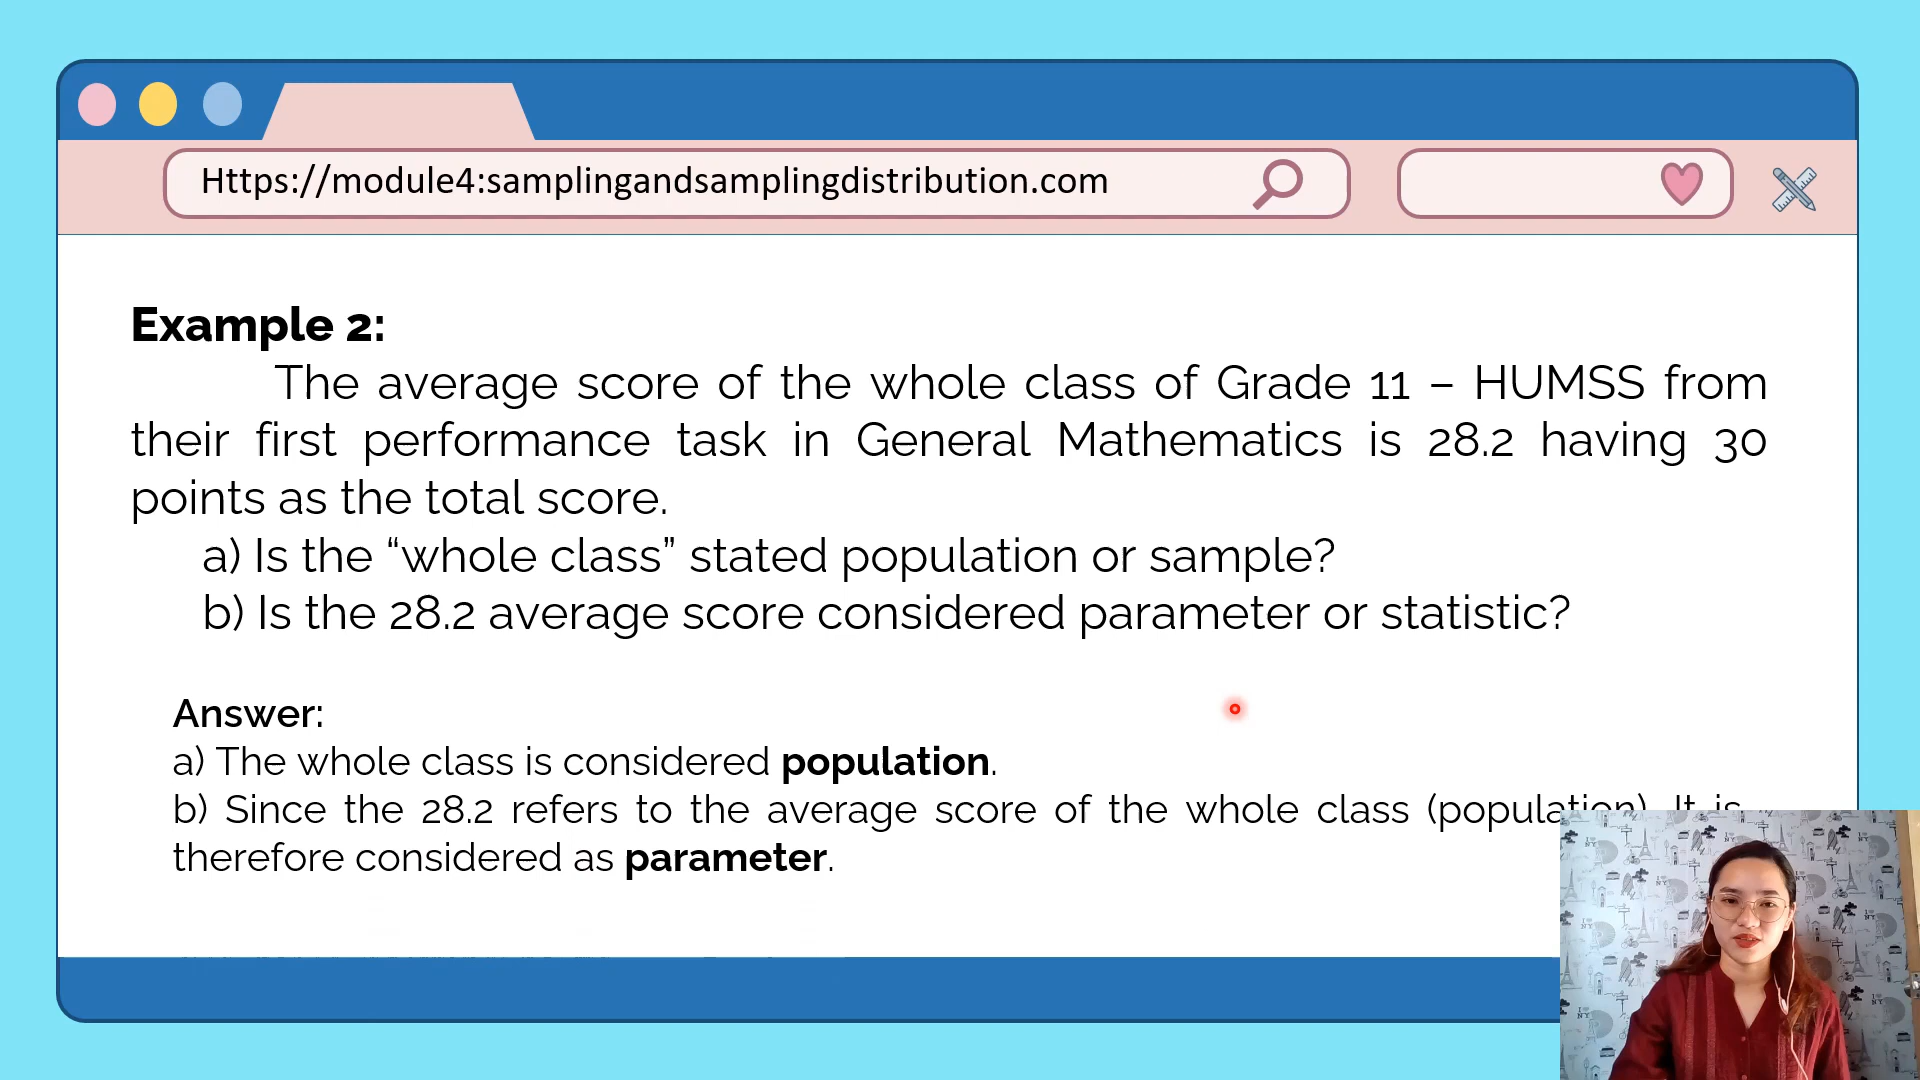 Https://module4:samplingandsamplingdistribution.com
Example 2:
The average score of the whole class of Grade 11 – HUMSS from
their first performance task in General Mathematics is 28.2 having 30
points as the total score.
a) Is the “whole class” stated population or sample?
b) Is the 28.2 average score considered parameter or statistic?
Answer:
a) The whole class is considered population.
b) Since the 28.2 refers to the average score of the whole class (population). It is
therefore considered as parameter.